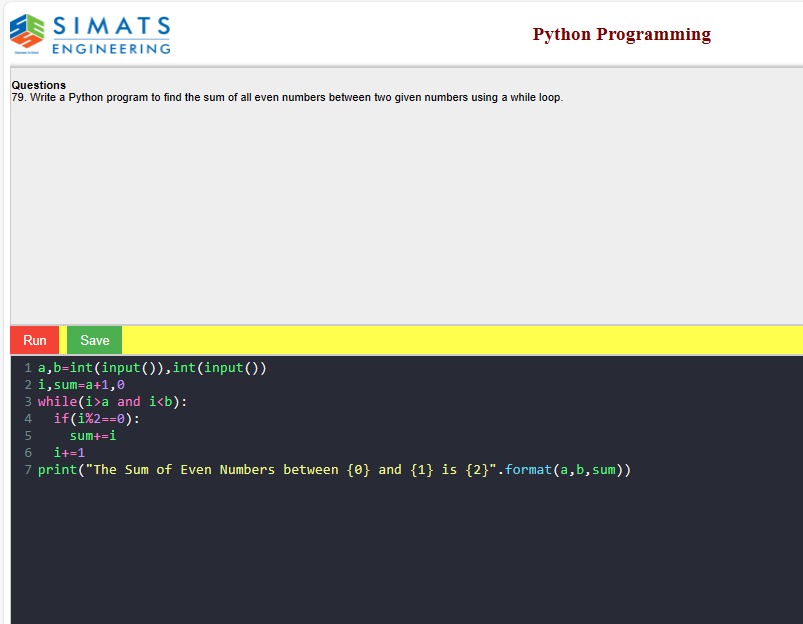 SIMATS
ENGINEERING
Python Programming
Questions
79. Write a Python program to find the sum of all even numbers between two given numbers using a while loop.
Run Save
1 a,b=int(input()),int(input())
2 i,sum=a+1,0
3 while(i>a and i<b):
4   if(i%2==0):
5     sum+=i
6   i+=1
7 print("The Sum of Even Numbers between {0} and {1} is {2}".format(a,b,sum))